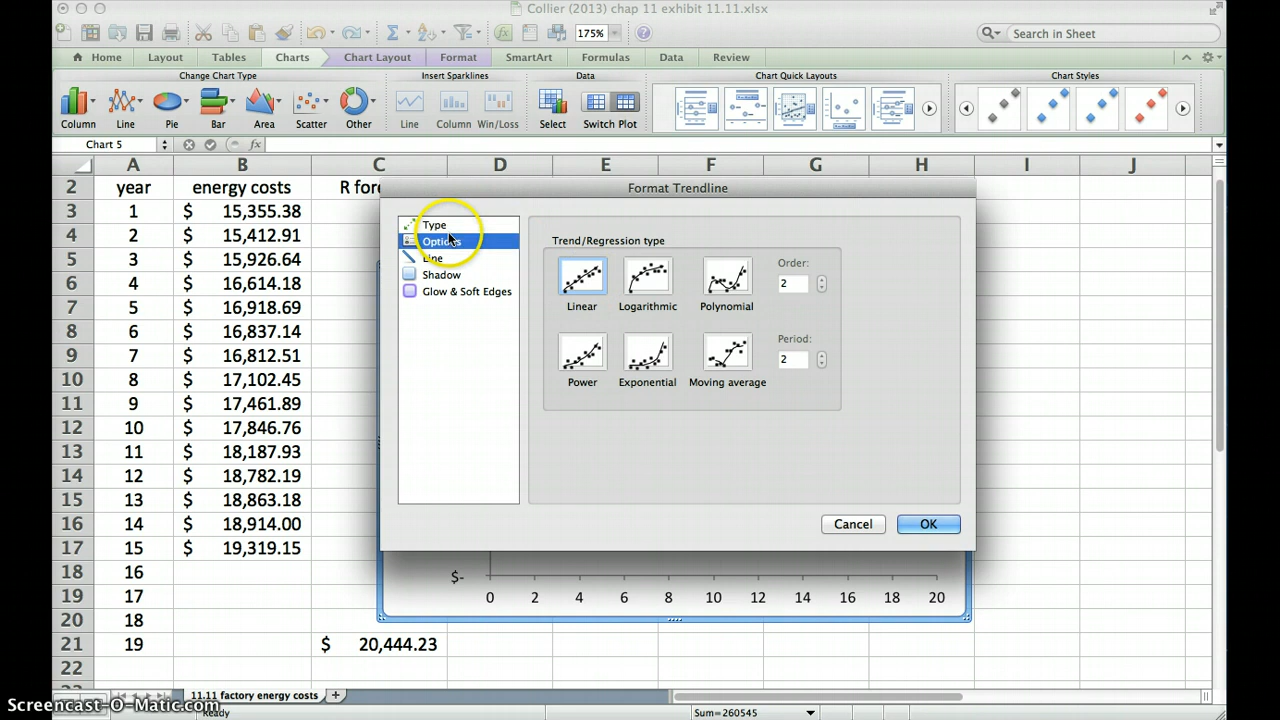 Collier (2013) chap 11 exhibit 11.11.xlsx
175% Search in Sheet
Home Layout Tables Charts Chart Layout Format SmartArt Formulas Data Review
Change Chart Type Insert Sparklines Data Chart Quick Layouts Chart Styles
Column Line Pie Bar Area Scatter Other Line Column Win/Loss Select Switch Plot
Chart 5 fx
A B C D E F G H I J
2 year energy costs R fore
3 1 $ 15,355.38
4 2 $ 15,412.91
5 3 $ 15,926.64
6 4 $ 16,614.18
7 5 $ 16,918.69
8 6 $ 16,837.14
9 7 $ 16,812.51
10 8 $ 17,102.45
11 9 $ 17,461.89
12 10 $ 17,846.76
13 11 $ 18,187.93
14 12 $ 18,782.19
15 13 $ 18,863.18
16 14 $ 18,914.00
17 15 $ 19,319.15
18 16
19 17
20 18
21 19 $ 20,444.23
22
Format Trendline
Type
Options
Line
Shadow
Glow & Soft Edges
Trend/Regression type
Linear Logarithmic Polynomial
Order:
2
Power Exponential Moving average
Period:
2
Cancel OK
$-
0 2 4 6 8 10 12 14 16 18 20
11.11 factory energy costs
Ready Sum=260545
Screencast-O-Matic.com